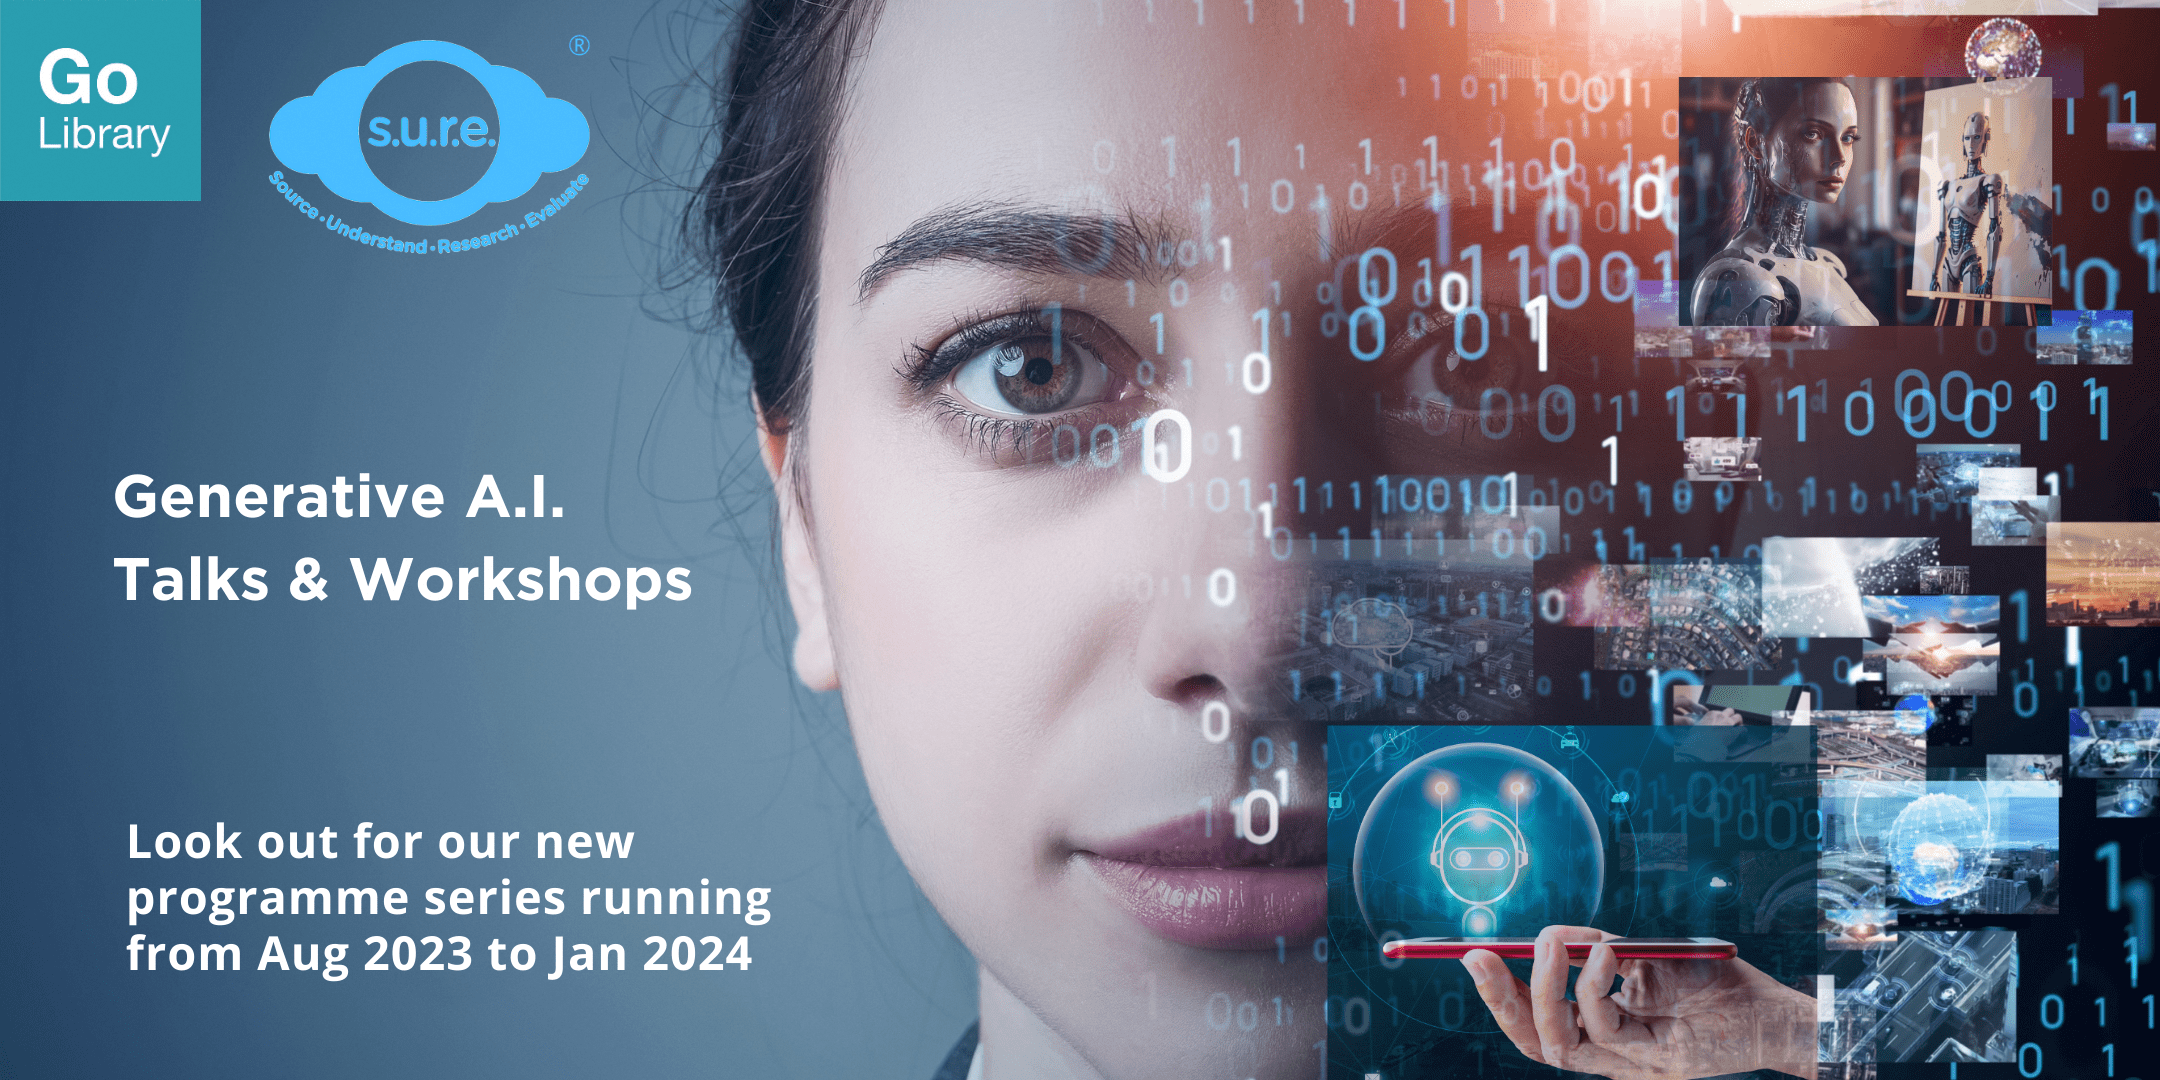 Go
Library
®
s.u.r.e.
Source • Understand • Research • Evaluate
Generative A.I.
Talks & Workshops
Look out for our new
programme series running
from Aug 2023 to Jan 2024